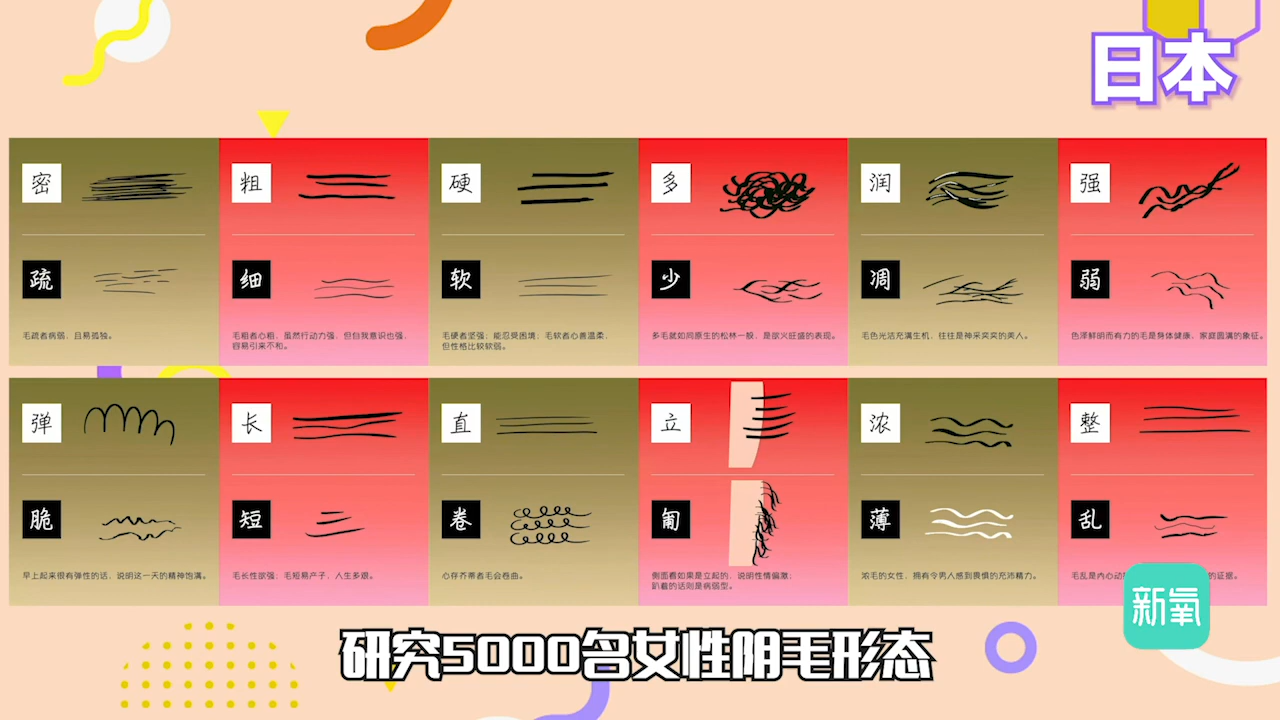 日本
密
疏
毛疏者病弱，且易孤独。
粗
细
毛粗者心粗，虽然行动力强，但自我意识也强，
容易引来不和。
硬
软
毛硬者坚强；能忍受困境；毛软者心善温柔，
但性格比较软弱。
多
少
多毛就如同原生的松林一般，是欲火旺盛的表现。
润
凋
毛色光洁充满生机，往往是神采奕奕的美人。
强
弱
色泽鲜明而有力的毛是身体健康、家庭圆满的象征。
弹
脆
早上起来很有弹性的话，说明这一天的精神饱满。
长
短
毛长性欲强；毛短易产子，人生多艰。
直
卷
心存芥蒂者毛会卷曲。
立
匍
侧面看如果是立起的，说明性情偏激；
趴着的话则是病弱型。
浓
薄
浓毛的女性，拥有令男人感到畏惧的充沛精力。
整
乱
毛乱是内心动
的证据。
新氧
研究5000名女性阴毛形态